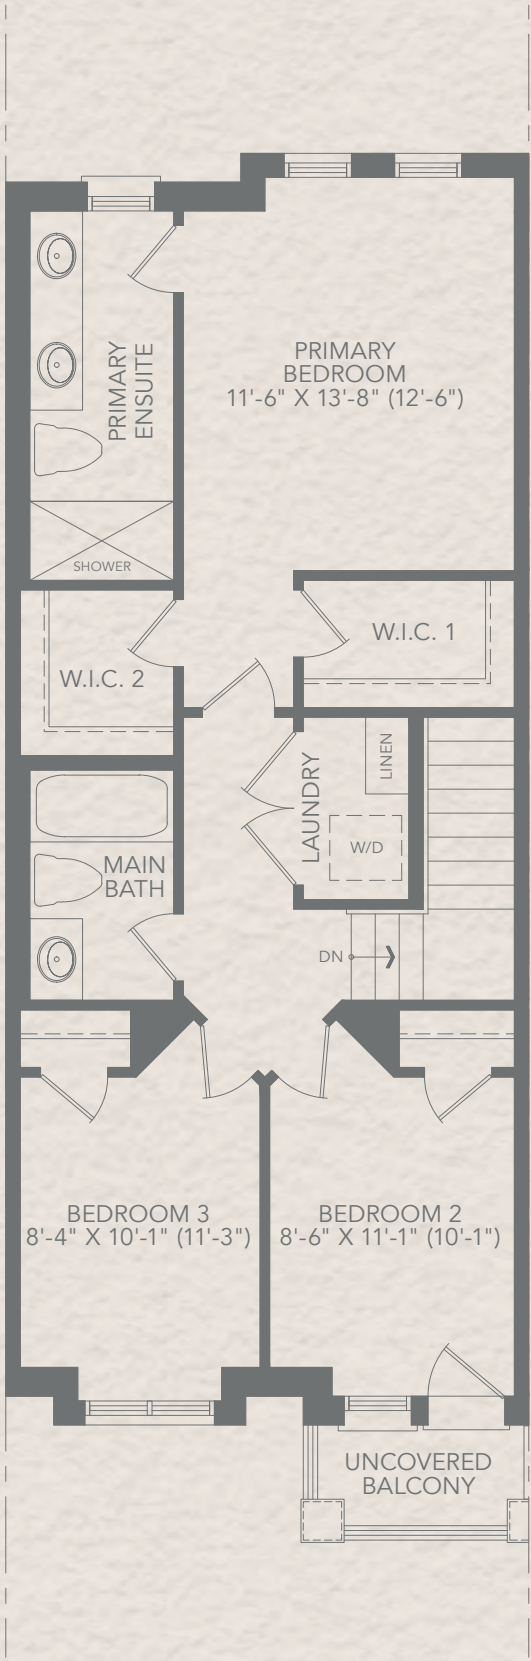 PRIMARY
BEDROOM
11'-6" X 13'-8" (12'-6")
PRIMARY
ENSUITE
SHOWER
W.I.C. 1
W.I.C. 2
LINEN
LAUNDRY
W/D
MAIN
BATH
DN
BEDROOM 3
8'-4" X 10'-1" (11'-3")
BEDROOM 2
8'-6" X 11'-1" (10'-1")
UNCOVERED
BALCONY